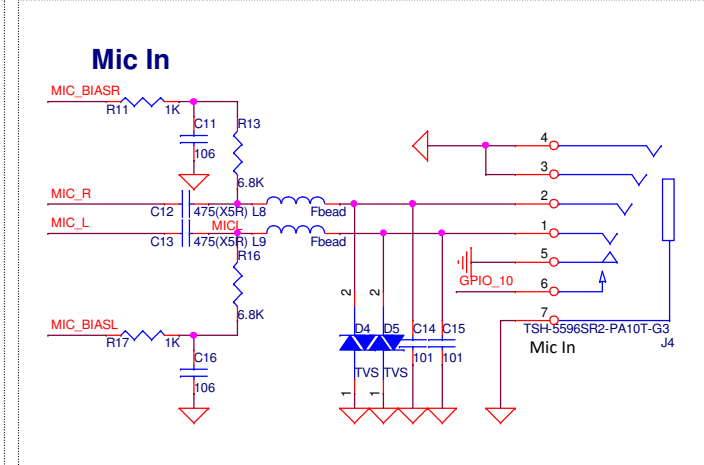 Mic In
MIC_BIASR
R11 1K
C11
106
R13
6.8K
MIC_R
C12 475(X5R) L8 Fbead
MIC_L
MICL
C13 475(X5R) L9 Fbead
R16
6.8K
MIC_BIASL
R17 1K
C16
106
2 2
D4 D5 C14 C15
101 101
TVS TVS
1 1
4
3
2
1
5
GPIO_10
6
7
TSH-5596SR2-PA10T-G3
Mic In
J4